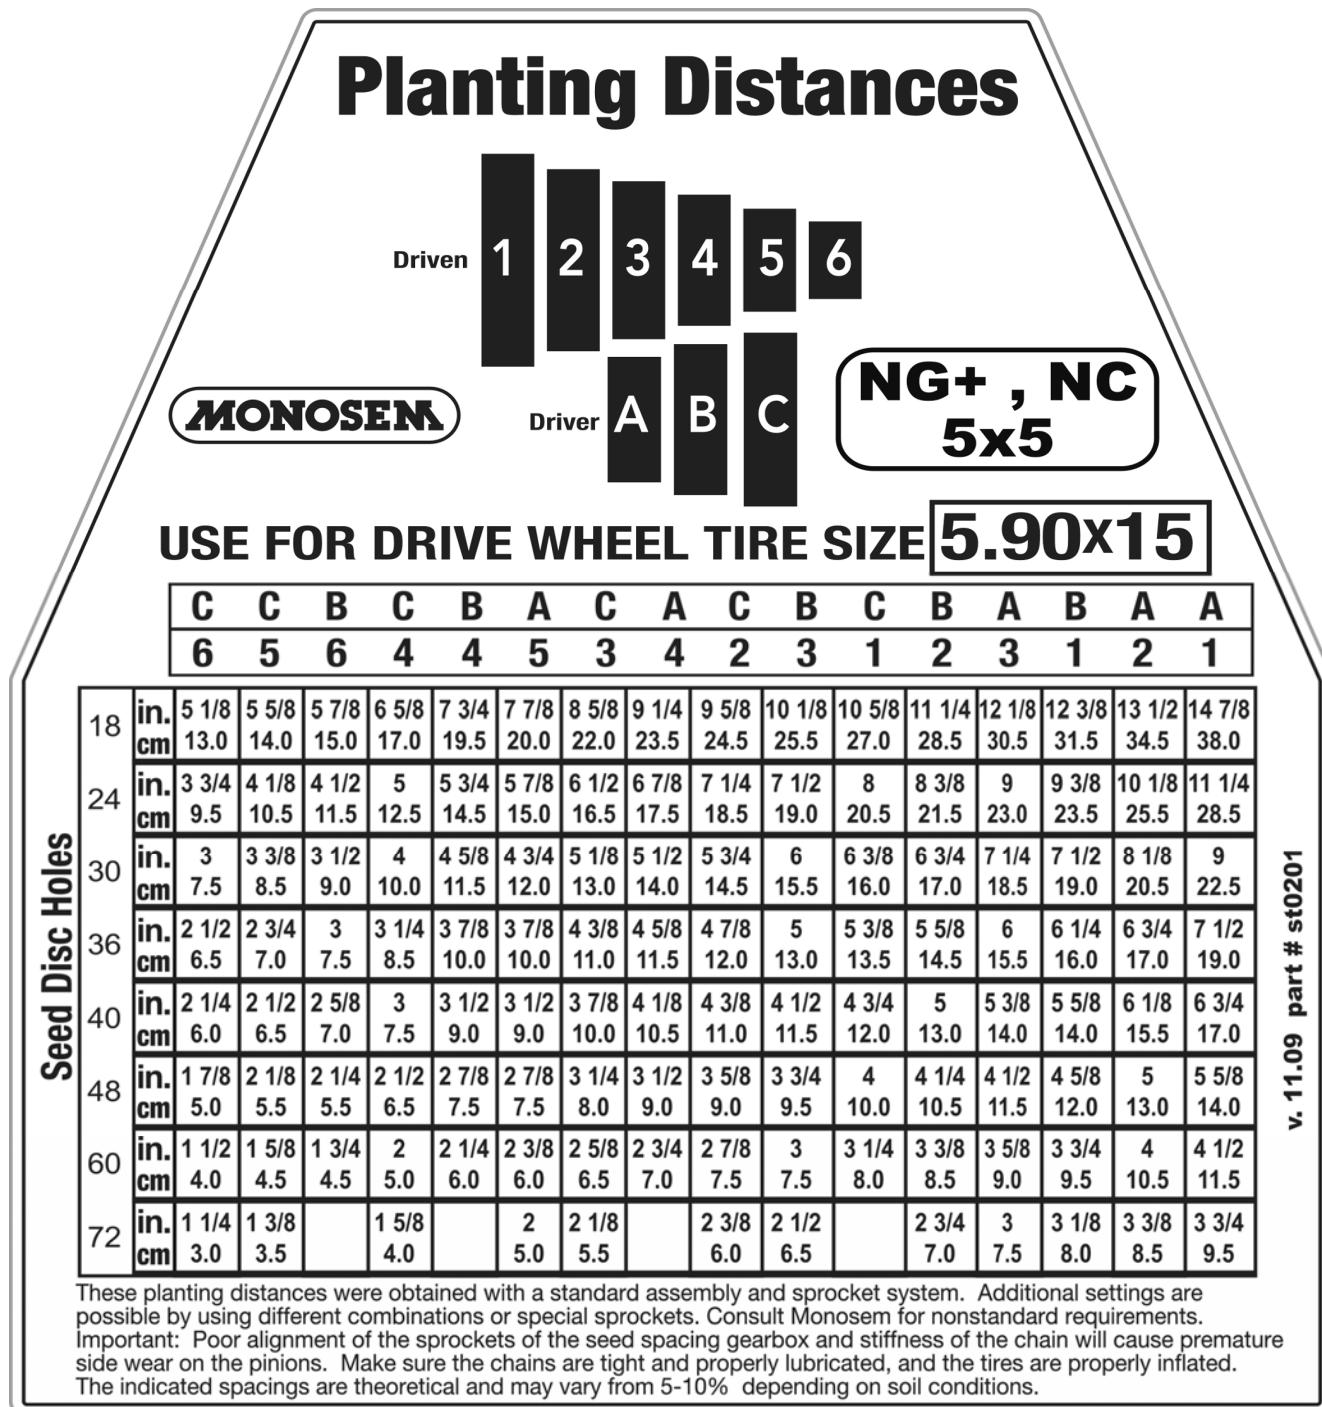 Planting Distances
Driven 1 2 3 4 5 6
MONOSEM
Driver A B C
NG+ , NC
5x5
USE FOR DRIVE WHEEL TIRE SIZE 5.90x15
C C B C B A C A C B C B A B A A
6 5 6 4 4 5 3 4 2 3 1 2 3 1 2 1
Seed Disc Holes
18
in. 5 1/8 5 5/8 5 7/8 6 5/8 7 3/4 7 7/8 8 5/8 9 1/4 9 5/8 10 1/8 10 5/8 11 1/4 12 1/8 12 3/8 13 1/2 14 7/8
cm 13.0 14.0 15.0 17.0 19.5 20.0 22.0 23.5 24.5 25.5 27.0 28.5 30.5 31.5 34.5 38.0
24
in. 3 3/4 4 1/8 4 1/2 5 5 3/4 5 7/8 6 1/2 6 7/8 7 1/4 7 1/2 8 8 3/8 9 9 3/8 10 1/8 11 1/4
cm 9.5 10.5 11.5 12.5 14.5 15.0 16.5 17.5 18.5 19.0 20.5 21.5 23.0 23.5 25.5 28.5
30
in. 3 3 3/8 3 1/2 4 4 5/8 4 3/4 5 1/8 5 1/2 5 3/4 6 6 3/8 6 3/4 7 1/4 7 1/2 8 1/8 9
cm 7.5 8.5 9.0 10.0 11.5 12.0 13.0 14.0 14.5 15.5 16.0 17.0 18.5 19.0 20.5 22.5
36
in. 2 1/2 2 3/4 3 3 1/4 3 7/8 3 7/8 4 3/8 4 5/8 4 7/8 5 5 3/8 5 5/8 6 6 1/4 6 3/4 7 1/2
cm 6.5 7.0 7.5 8.5 10.0 10.0 11.0 11.5 12.0 13.0 13.5 14.5 15.5 16.0 17.0 19.0
40
in. 2 1/4 2 1/2 2 5/8 3 3 1/2 3 1/2 3 7/8 4 1/8 4 3/8 4 1/2 4 3/4 5 5 3/8 5 5/8 6 1/8 6 3/4
cm 6.0 6.5 7.0 7.5 9.0 9.0 10.0 10.5 11.0 11.5 12.0 13.0 14.0 14.0 15.5 17.0
48
in. 1 7/8 2 1/8 2 1/4 2 1/2 2 7/8 2 7/8 3 1/4 3 1/2 3 5/8 3 3/4 4 4 1/4 4 1/2 4 5/8 5 5 5/8
cm 5.0 5.5 5.5 6.5 7.5 7.5 8.0 9.0 9.0 9.5 10.0 10.5 11.5 12.0 13.0 14.0
60
in. 1 1/2 1 5/8 1 3/4 2 2 1/4 2 3/8 2 5/8 2 3/4 2 7/8 3 3 1/4 3 3/8 3 5/8 3 3/4 4 4 1/2
cm 4.0 4.5 4.5 5.0 6.0 6.0 6.5 7.0 7.5 7.5 8.0 8.5 9.0 9.5 10.5 11.5
72
in. 1 1/4 1 3/8 1 5/8 2 2 1/8 2 3/8 2 1/2 2 3/4 3 3 1/8 3 3/8 3 3/4
cm 3.0 3.5 4.0 5.0 5.5 6.0 6.5 7.0 7.5 8.0 8.5 9.5
v. 11.09 part # st0201
These planting distances were obtained with a standard assembly and sprocket system. Additional settings are
possible by using different combinations or special sprockets. Consult Monosem for nonstandard requirements.
Important: Poor alignment of the sprockets of the seed spacing gearbox and stiffness of the chain will cause premature
side wear on the pinions. Make sure the chains are tight and properly lubricated, and the tires are properly inflated.
The indicated spacings are theoretical and may vary from 5-10% depending on soil conditions.